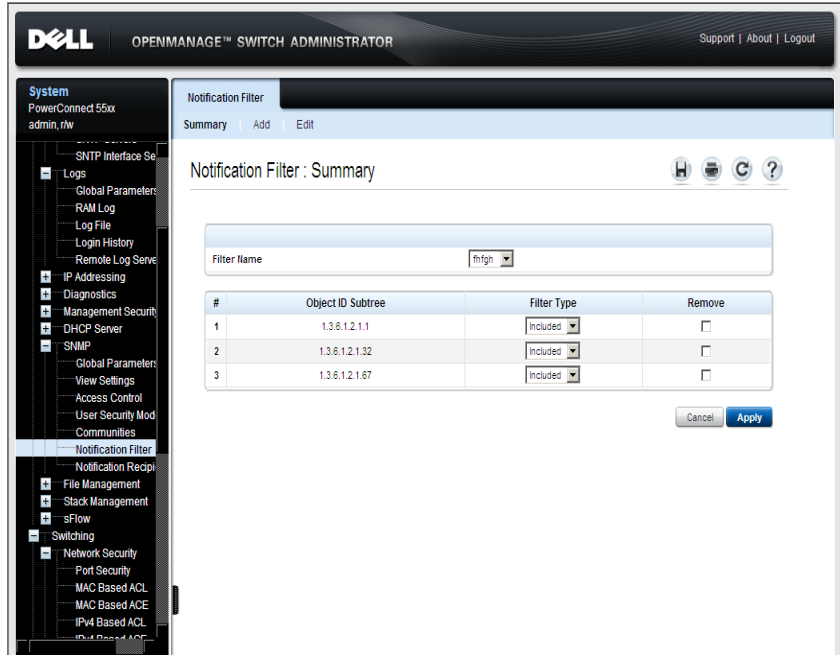 DELL
OPENMANAGE™ SWITCH ADMINISTRATOR
Support | About | Logout
System
PowerConnect 55xx
admin, r/w
SNTP Interface Se
Logs
Global Parameters
RAM Log
Log File
Login History
Remote Log Serve
IP Addressing
Diagnostics
Management Securit
DHCP Server
SNMP
Global Parameters
View Settings
Access Control
User Security Mod
Communities
Notification Filter
Notification Recipi
File Management
Stack Management
sFlow
Switching
Network Security
Port Security
MAC Based ACL
MAC Based ACE
IPv4 Based ACL
IPv4 Based ACE
Notification Filter
Summary | Add | Edit
Notification Filter : Summary
Filter Name fhfgh
# Object ID Subtree Filter Type Remove
1 1.3.6.1.2.1.1 Included
2 1.3.6.1.2.1.32 Included
3 1.3.6.1.2.1.67 Included
Cancel Apply